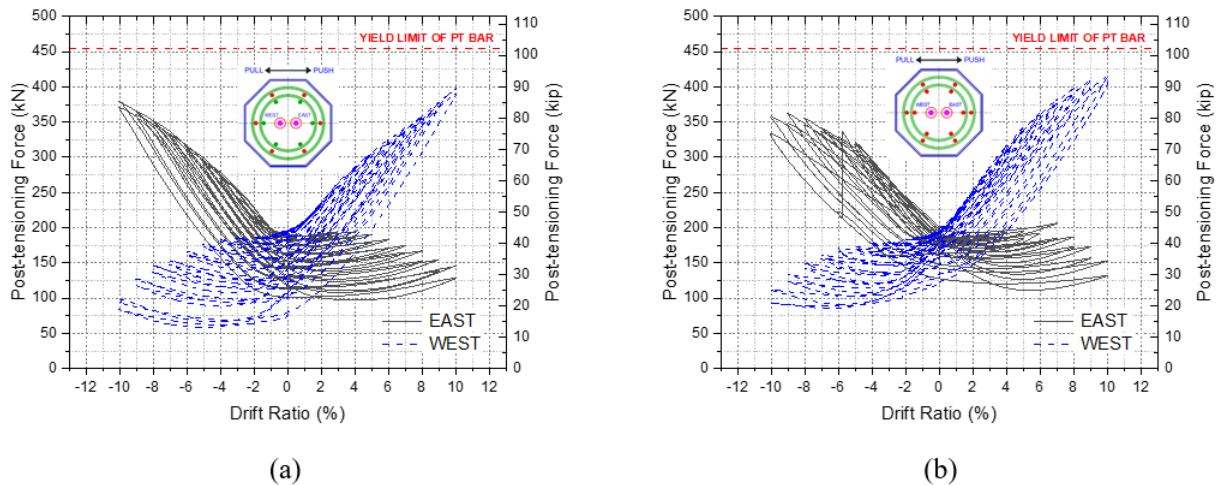 500
450
400
350
300
250
200
150
100
50
0
Post-tensioning Force (kN)
YIELD LIMIT OF PT BAR
PULL PUSH
WEST EAST
EAST
WEST
110
100
90
80
70
60
50
40
30
20
10
0
Post-tensioning Force (kip)
-12 -10 -8 -6 -4 -2 0 2 4 6 8 10 12
Drift Ratio (%)
(a)
500
450
400
350
300
250
200
150
100
50
0
Post-tensioning Force (kN)
YIELD LIMIT OF PT BAR
PULL PUSH
WEST EAST
EAST
WEST
110
100
90
80
70
60
50
40
30
20
10
0
Post-tensioning Force (kip)
-12 -10 -8 -6 -4 -2 0 2 4 6 8 10 12
Drift Ratio (%)
(b)